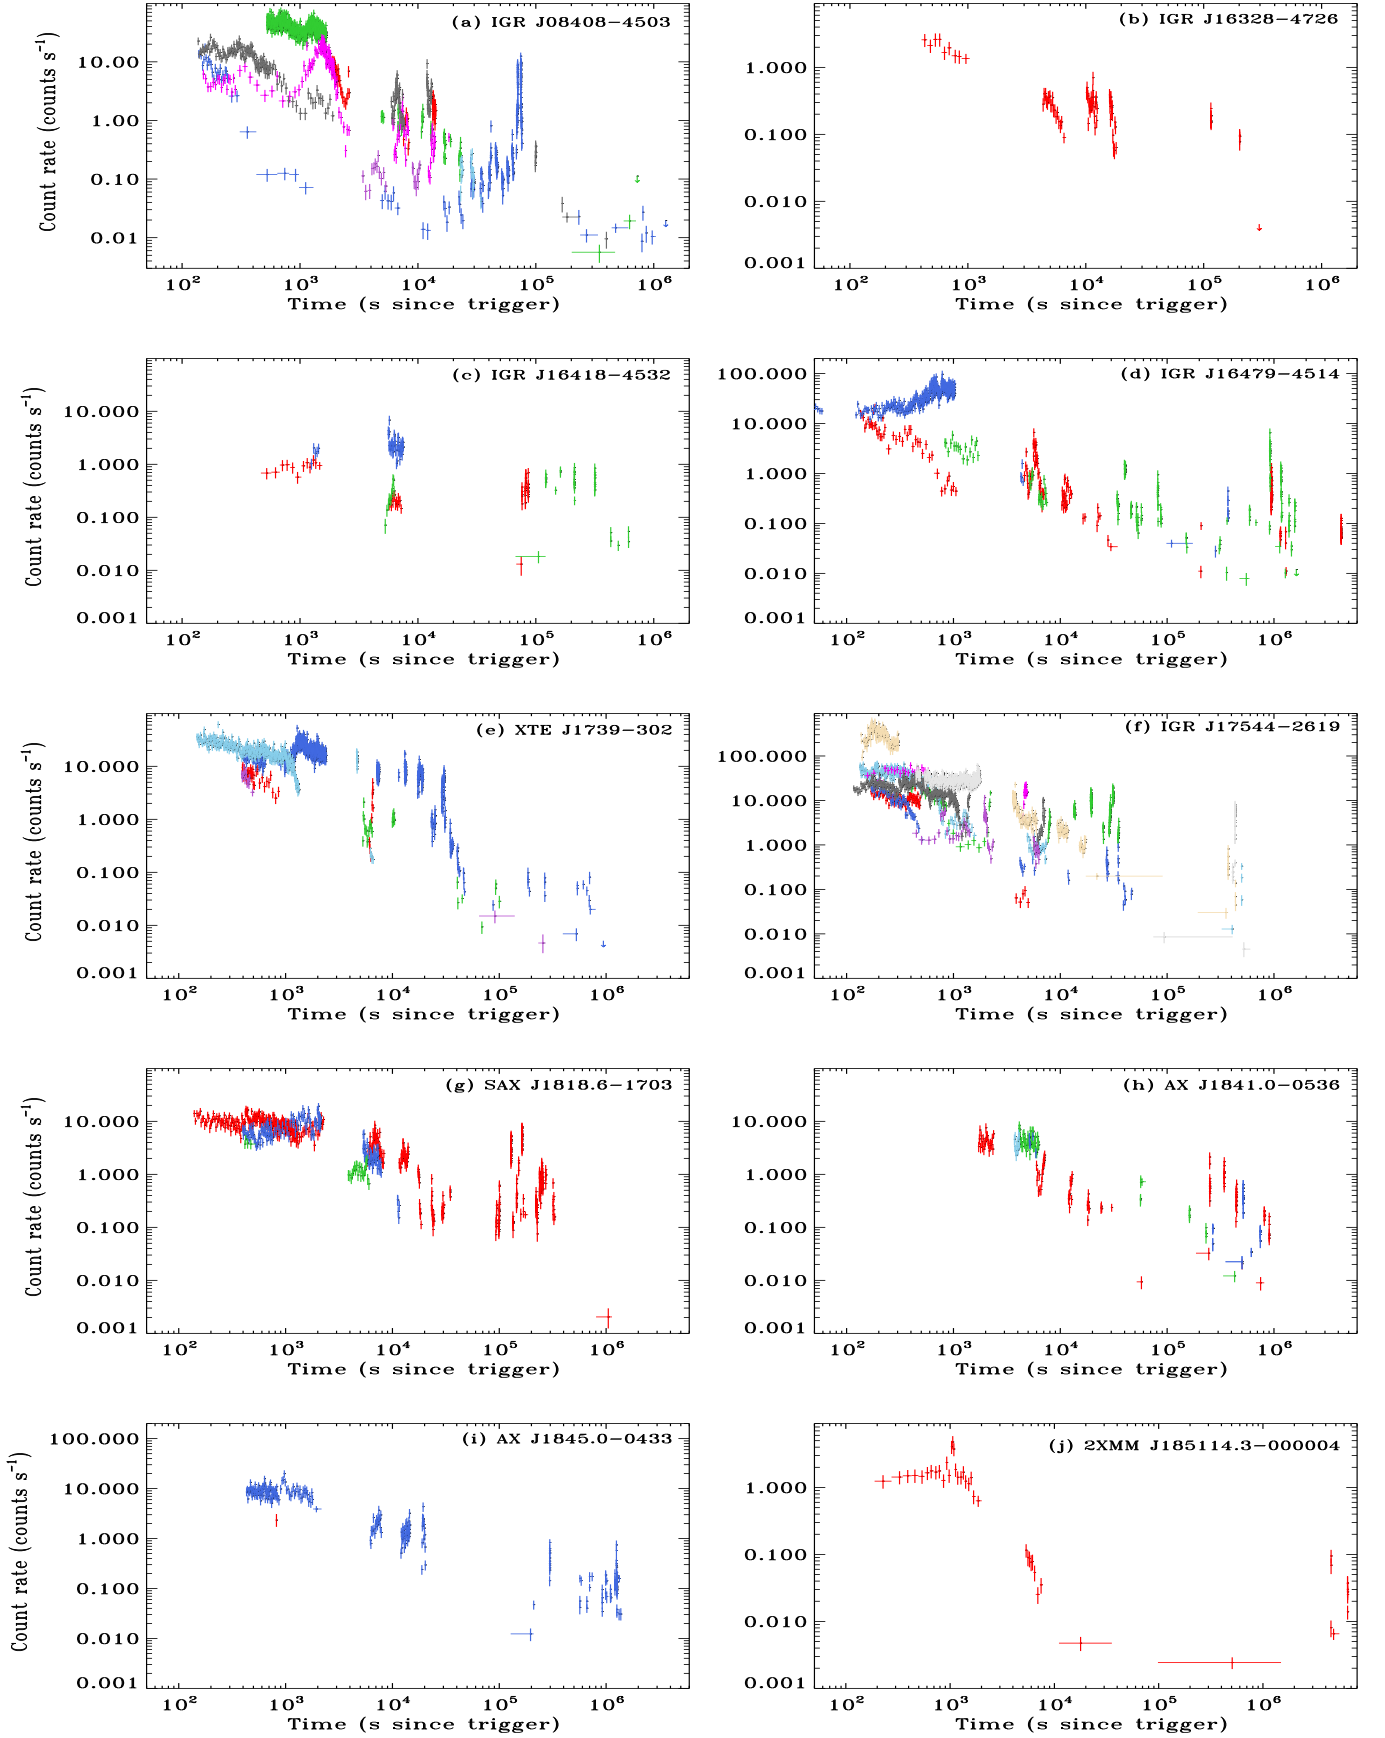 (a) IGR J08408−4503
Count rate (counts s⁻¹)
10.00
1.00
0.10
0.01
10² 10³ 10⁴ 10⁵ 10⁶
Time (s since trigger)
(b) IGR J16328−4726
1.000
0.100
0.010
0.001
10² 10³ 10⁴ 10⁵ 10⁶
Time (s since trigger)
(c) IGR J16418−4532
Count rate (counts s⁻¹)
10.000
1.000
0.100
0.010
0.001
10² 10³ 10⁴ 10⁵ 10⁶
Time (s since trigger)
(d) IGR J16479−4514
100.000
10.000
1.000
0.100
0.010
0.001
10² 10³ 10⁴ 10⁵ 10⁶
Time (s since trigger)
(e) XTE J1739−302
Count rate (counts s⁻¹)
10.000
1.000
0.100
0.010
0.001
10² 10³ 10⁴ 10⁵ 10⁶
Time (s since trigger)
(f) IGR J17544−2619
100.000
10.000
1.000
0.100
0.010
0.001
10² 10³ 10⁴ 10⁵ 10⁶
Time (s since trigger)
(g) SAX J1818.6−1703
Count rate (counts s⁻¹)
10.000
1.000
0.100
0.010
0.001
10² 10³ 10⁴ 10⁵ 10⁶
Time (s since trigger)
(h) AX J1841.0−0536
10.000
1.000
0.100
0.010
0.001
10² 10³ 10⁴ 10⁵ 10⁶
Time (s since trigger)
(i) AX J1845.0−0433
Count rate (counts s⁻¹)
100.000
10.000
1.000
0.100
0.010
0.001
10² 10³ 10⁴ 10⁵ 10⁶
Time (s since trigger)
(j) 2XMM J185114.3−000004
1.000
0.100
0.010
0.001
10² 10³ 10⁴ 10⁵ 10⁶
Time (s since trigger)